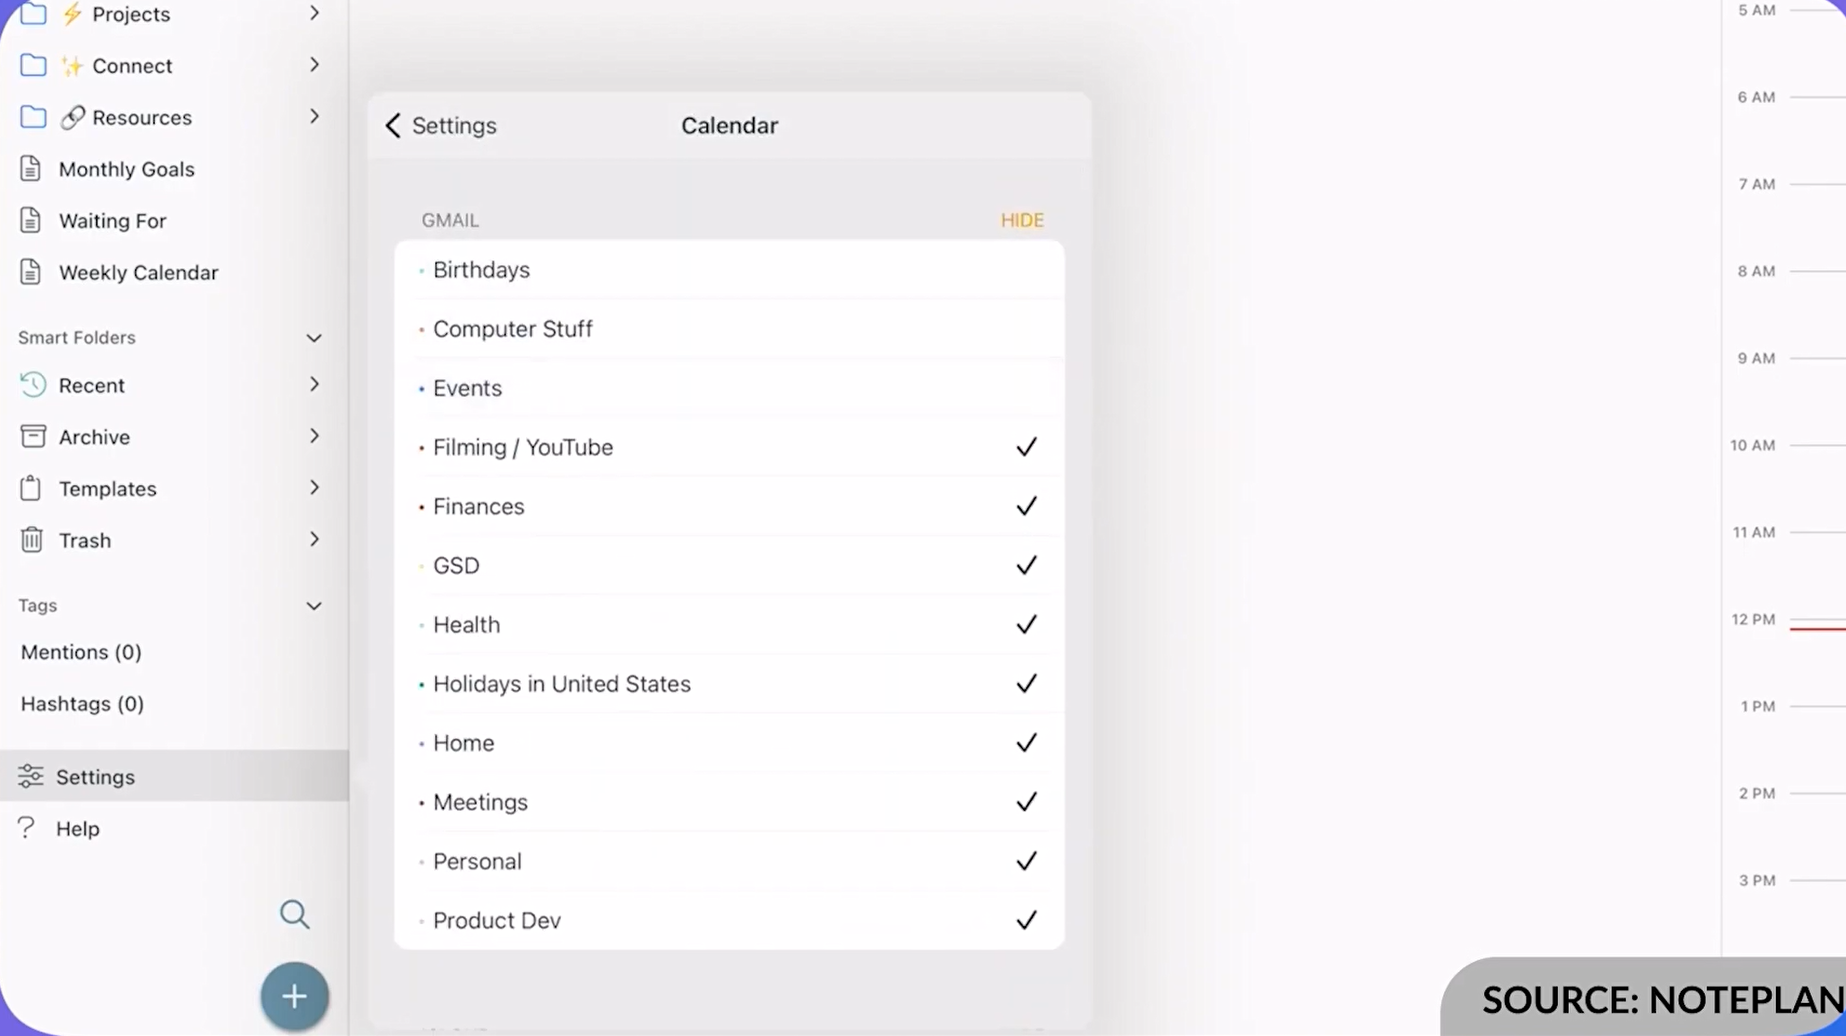 Projects
Connect
Resources
Monthly Goals
Waiting For
Weekly Calendar
Smart Folders
Recent
Archive
Templates
Trash
Tags
Mentions (0)
Hashtags (0)
Settings
Help
Settings
Calendar
GMAIL
HIDE
Birthdays
Computer Stuff
Events
Filming / YouTube
Finances
GSD
Health
Holidays in United States
Home
Meetings
Personal
Product Dev
5 AM
6 AM
7 AM
8 AM
9 AM
10 AM
11 AM
12 PM
1 PM
2 PM
3 PM
SOURCE: NOTEPLAN